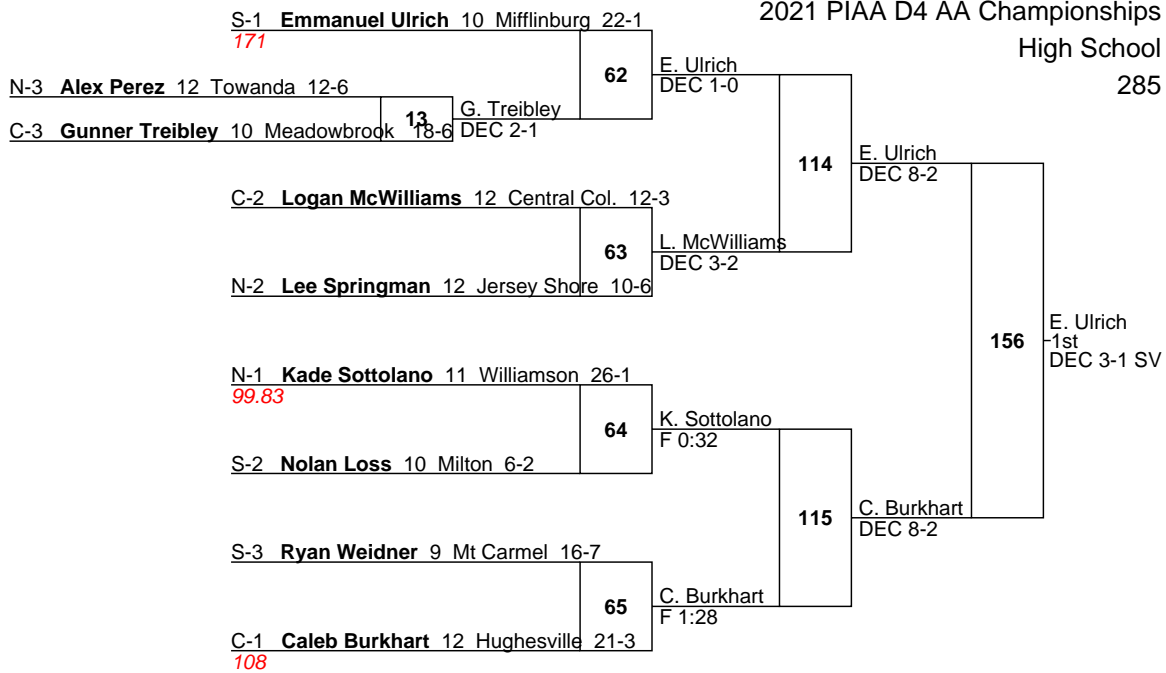 2021 PIAA D4 AA Championships
High School
285
S-1 Emmanuel Ulrich 10 Mifflinburg 22-1
171
62
E. Ulrich
DEC 1-0
N-3 Alex Perez 12 Towanda 12-6
13
G. Treibley
DEC 2-1
C-3 Gunner Treibley 10 Meadowbrook 18-6
114
E. Ulrich
DEC 8-2
C-2 Logan McWilliams 12 Central Col. 12-3
63
L. McWilliams
DEC 3-2
N-2 Lee Springman 12 Jersey Shore 10-6
156
E. Ulrich
1st
DEC 3-1 SV
N-1 Kade Sottolano 11 Williamson 26-1
99.83
64
K. Sottolano
F 0:32
S-2 Nolan Loss 10 Milton 6-2
115
C. Burkhart
DEC 8-2
S-3 Ryan Weidner 9 Mt Carmel 16-7
65
C. Burkhart
F 1:28
C-1 Caleb Burkhart 12 Hughesville 21-3
108